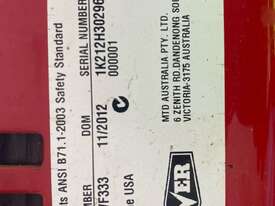 ts ANSI B71.1-2003 Safety Standard
SERIAL NUMBER
1K212H30296
000001
MBER
DOM
F333
11/2012
e USA
MTD AUSTRALIA PTY. LTD.
6 ZENITH RD.DANDENONG SO
VICTORIA-3175 AUSTRALIA
VER